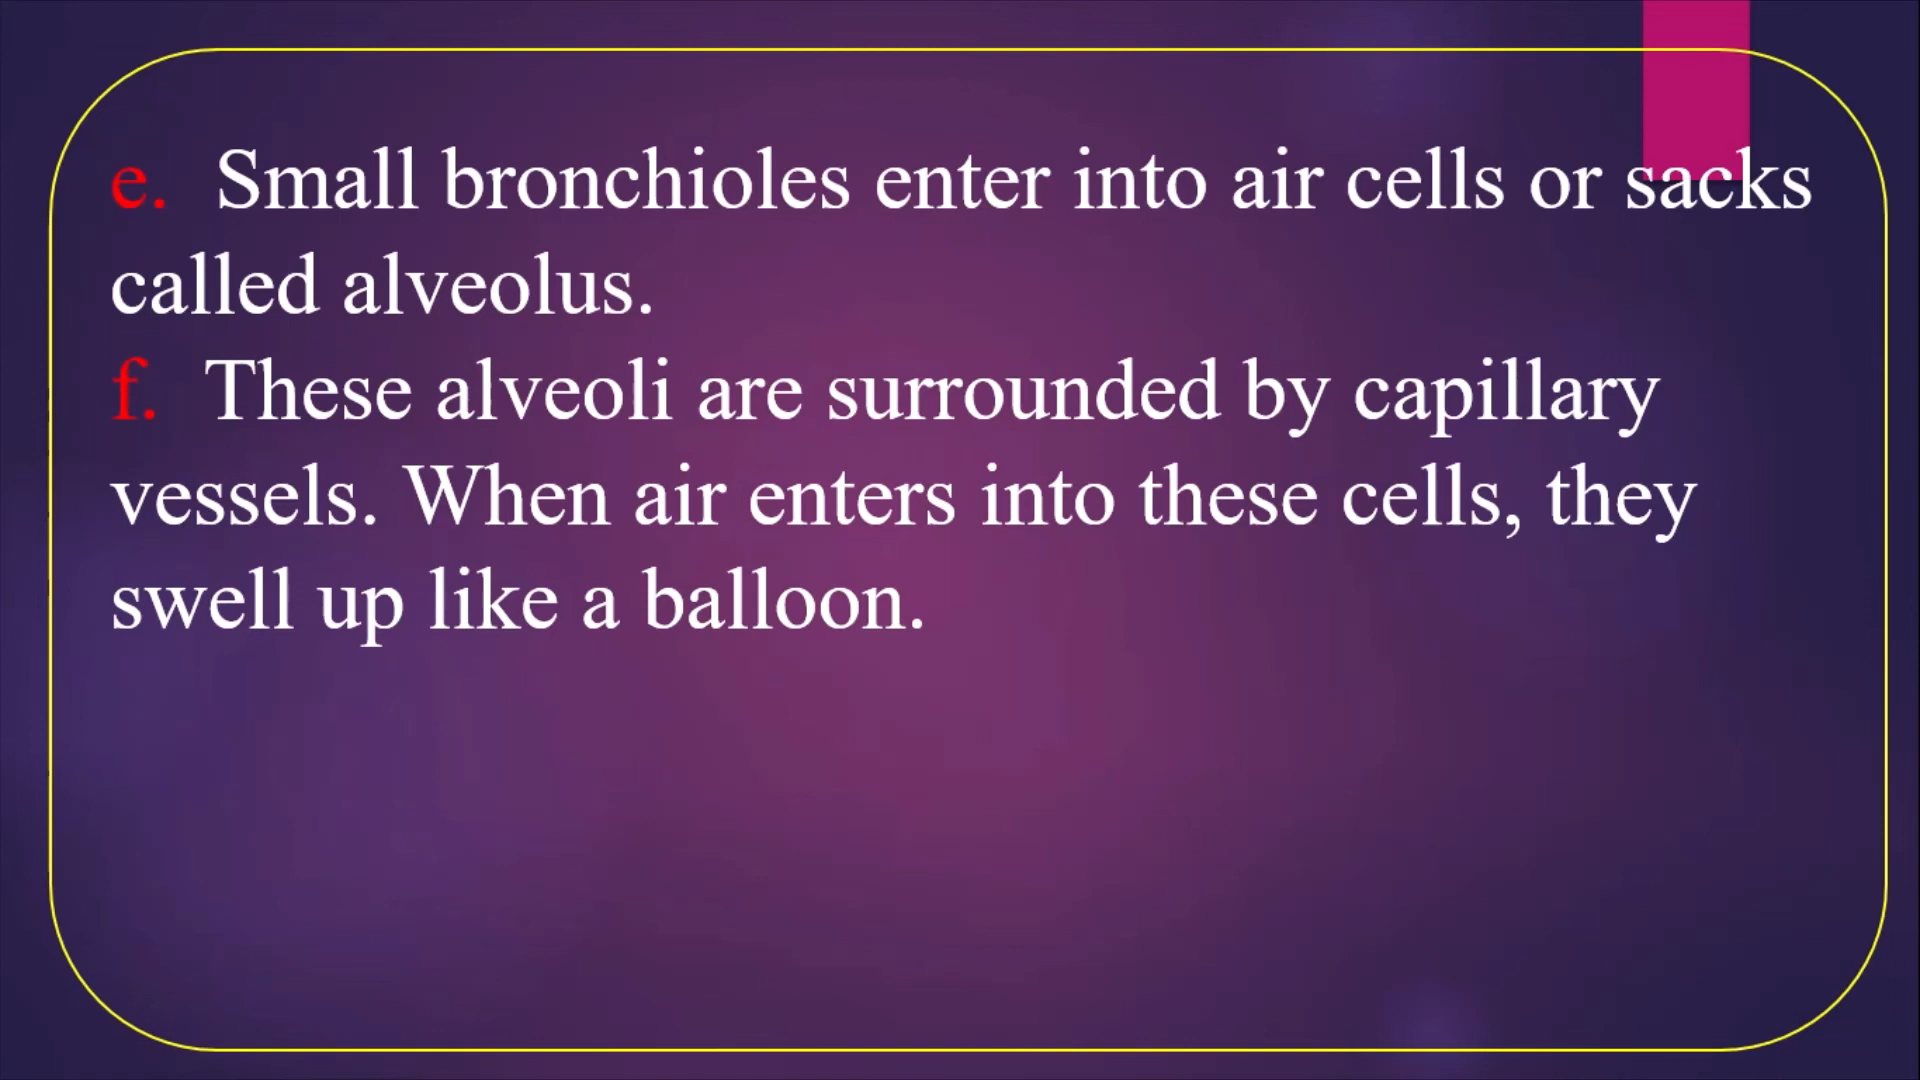 e. Small bronchioles enter into air cells or sacks
called alveolus.
f. These alveoli are surrounded by capillary
vessels. When air enters into these cells, they
swell up like a balloon.